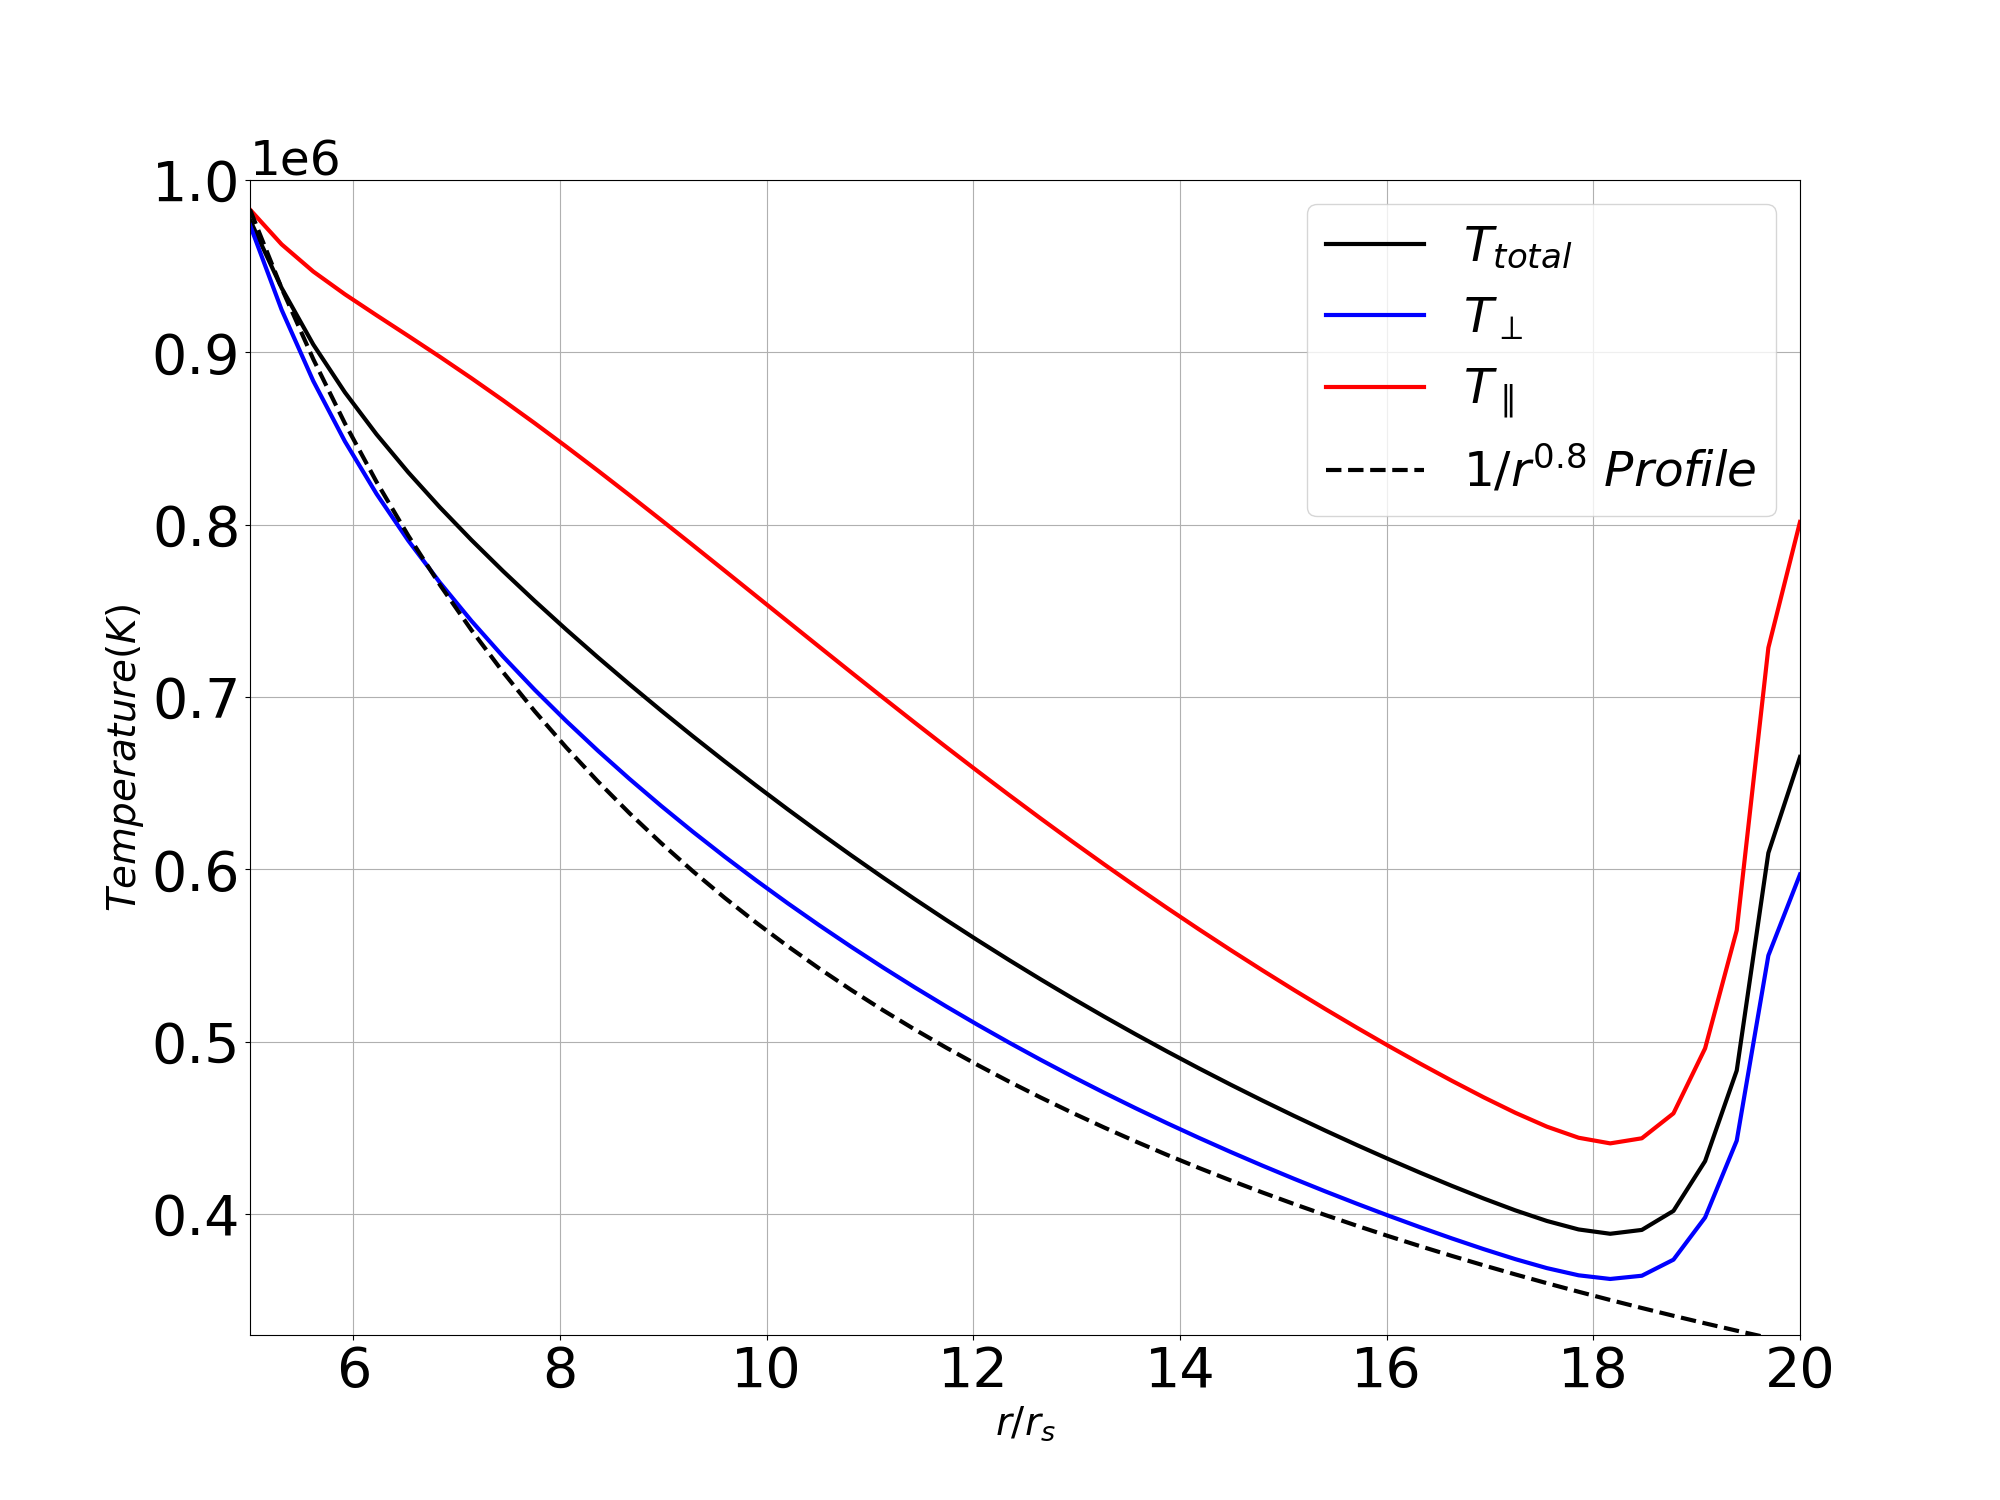 1e6
1.0
0.9
0.8
0.7
0.6
0.5
0.4
Temperature(K)
T_total
T_⊥
T_∥
1/r^0.8 Profile
6 8 10 12 14 16 18 20
r/r_s